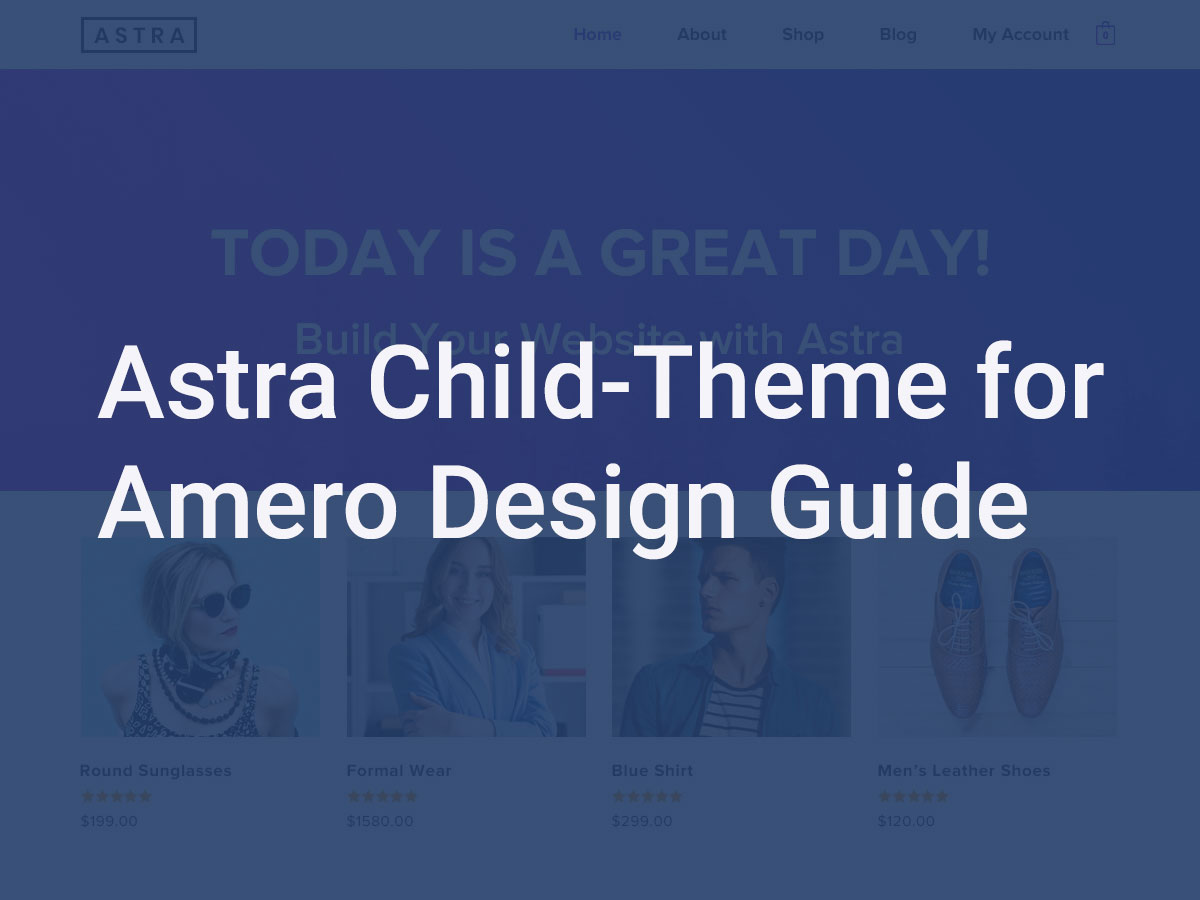 ASTRA
Home About Shop Blog My Account 0
TODAY IS A GREAT DAY!
Build Your Website with Astra
Astra Child-Theme for
Amero Design Guide
Round Sunglasses Formal Wear Blue Shirt Men's Leather Shoes
★★★★★ ★★★★★ ★★★★★ ★★★★★
$199.00 $1580.00 $299.00 $120.00